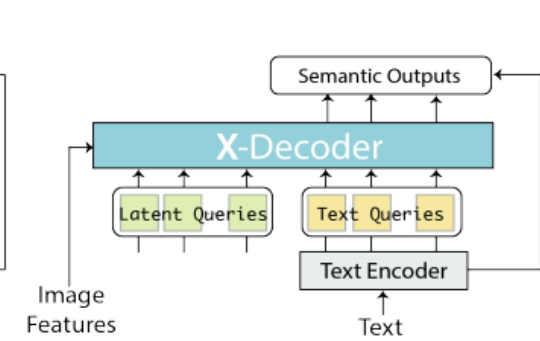 Semantic Outputs
X-Decoder
Latent Queries
Text Queries
Text Encoder
Image
Features
Text